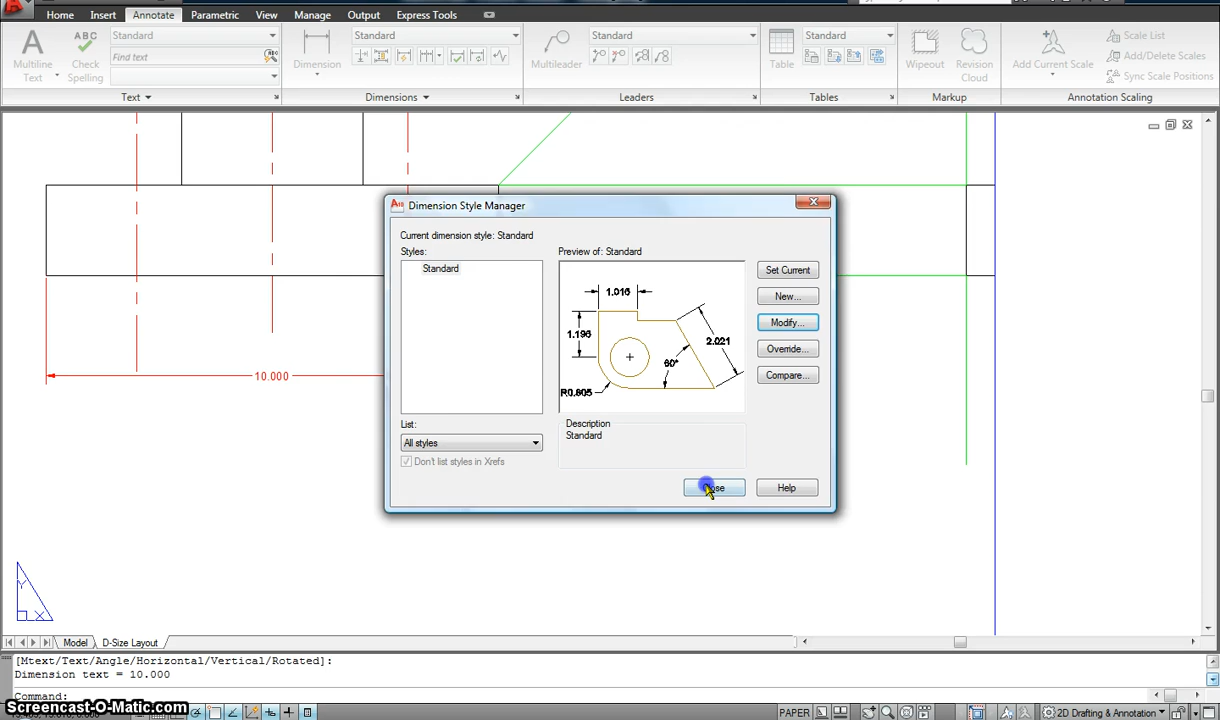 Home Insert Annotate Parametric View Manage Output Express Tools
Multiline Text
ABC Check Spelling
Standard
Find text
ABC
Text
Dimension
Standard
Dimensions
Multileader
Standard
Leaders
Table
Standard
Tables
Wipeout
Revision Cloud
Markup
Add Current Scale
Scale List
Add/Delete Scales
Sync Scale Positions
Annotation Scaling
Dimension Style Manager
Current dimension style: Standard
Styles:
Standard
Preview of: Standard
1.016
1.196
2.021
60°
R0.805
Set Current
New...
Modify...
Override...
Compare...
List:
All styles
Don't list styles in Xrefs
Description
Standard
Help
10.000
Y
X
Model D-Size Layout
[Mtext/Text/Angle/Horizontal/Vertical/Rotated]:
Dimension text = 10.000
Command:
Screencast-O-Matic.com
PAPER
2D Drafting & Annotation